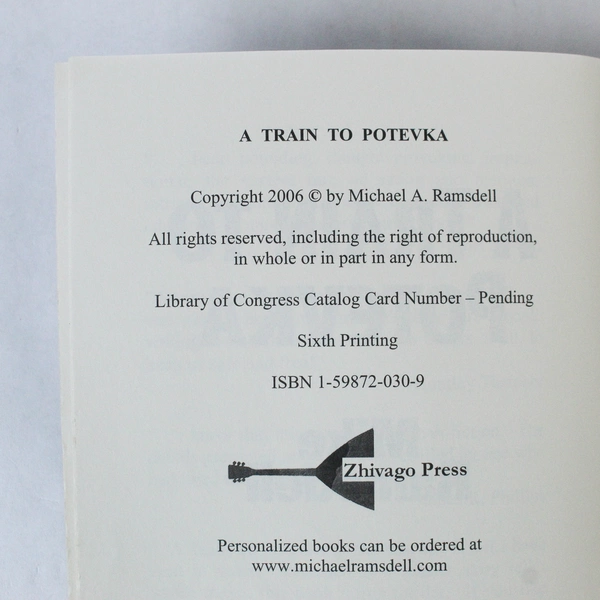 A TRAIN TO POTEVKA
Copyright 2006 © by Michael A. Ramsdell
All rights reserved, including the right of reproduction,
in whole or in part in any form.
Library of Congress Catalog Card Number – Pending
Sixth Printing
ISBN 1-59872-030-9
Zhivago Press
Personalized books can be ordered at
www.michaelramsdell.com